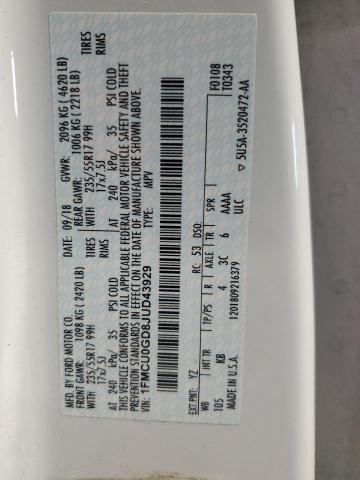 MFD. BY FORD MOTOR CO.
DATE: 09/18 GVWR: 2096 KG ( 4620 LB)
FRONT GAWR: 1098 KG ( 2420 LB) REAR GAWR: 1006 KG ( 2218 LB)
235/55R17 99H WITH 235/55R17 99H TIRES
17x7.5J 17x7.5J RIMS
AT 240 kPa/ 35 PSI COLD AT 240 kPa/ 35 PSI COLD
THIS VEHICLE CONFORMS TO ALL APPLICABLE FEDERAL MOTOR VEHICLE SAFETY AND THEFT
PREVENTION STANDARDS IN EFFECT ON THE DATE OF MANUFACTURE SHOWN ABOVE.
VIN: 1FMCU0GD8JUD43929 TYPE: MPV
F0108
T0343
EXT PNT: YZ RC: 53 DSO:
WB INT TR TP/PS R AXLE TR SPR
105 KB 4 3C 6 AAAA
ULC
1201809216379
MADE IN U.S.A. ▽ 5U5A-3520472-AA